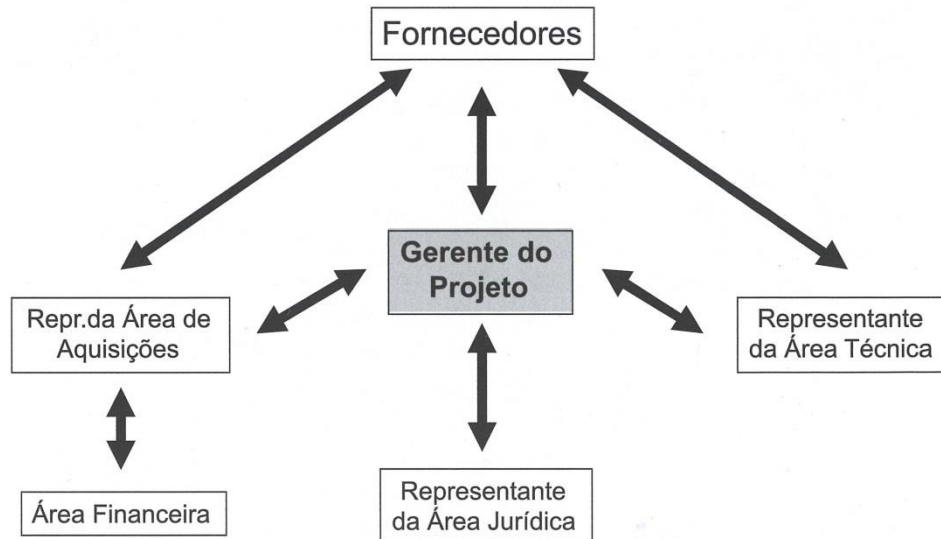 Fornecedores
Gerente do
Projeto
Repr.da Área de
Aquisições
Representante
da Área Técnica
Área Financeira
Representante
da Área Jurídica